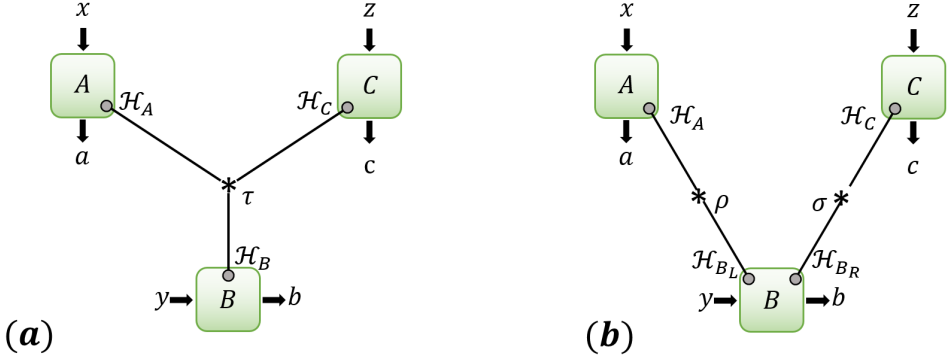 x z x z
A C A C
ℋ_A ℋ_C ℋ_A ℋ_C
a c a c
* τ * ρ σ *
ℋ_B ℋ_{B_L} ℋ_{B_R}
y B b y B b
(a) (b)